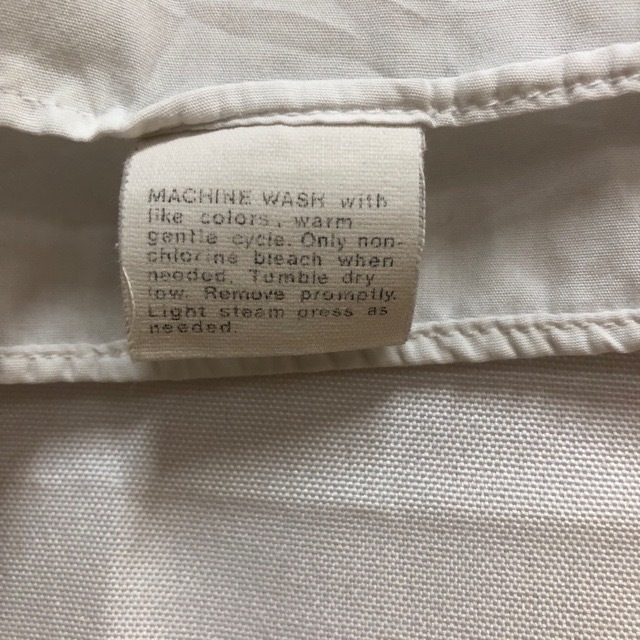 MACHINE WASH with
like colors, warm
gentle cycle. Only non-
chlorine bleach when
needed. Tumble dry
low. Remove promptly.
Light steam press as
needed.